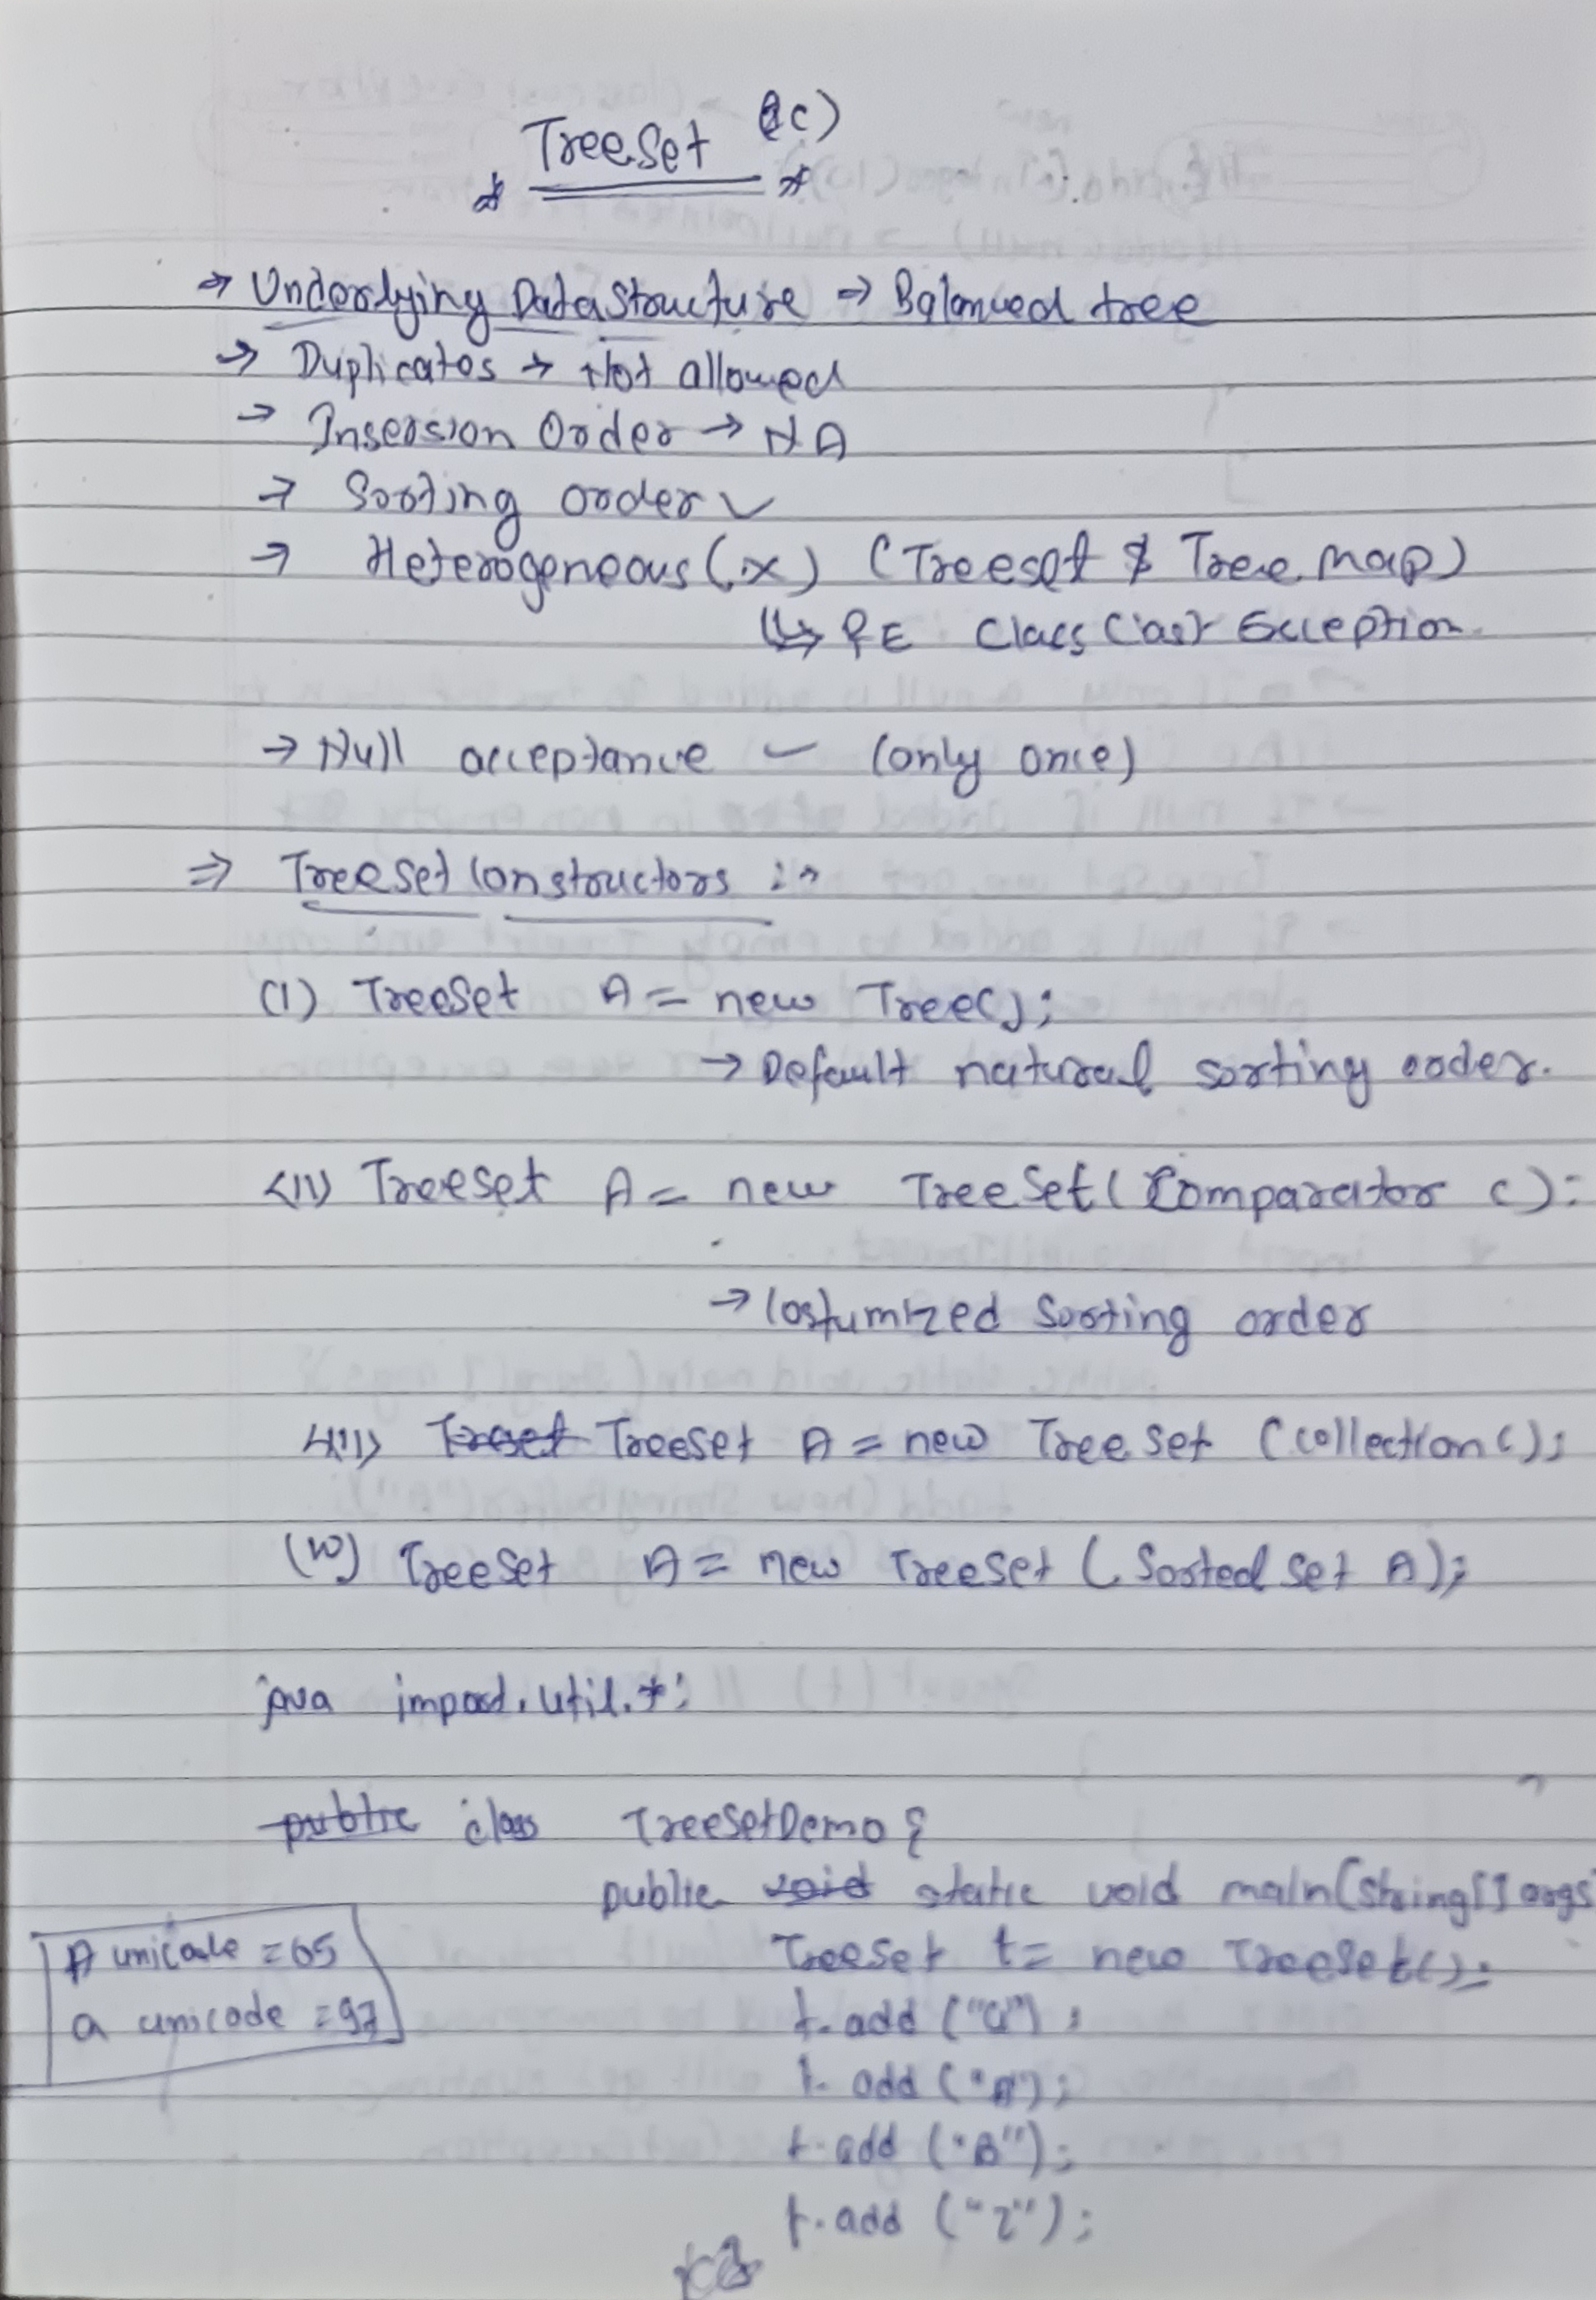 TreeSet (C)
→ Underlying DataStructure → Balanced tree
→ Duplicates → Not allowed
→ Insersion Order → NA
→ Sorting order ✓
→ Heterogeneous (x) (Treeset & Tree map)
↳ RE ClassCast Exception
→ Null acceptance ✓ (only once)
⇒ Treeset Constructors :-
(I) TreeSet A = new Tree();
→ Default natural sorting order.
(II) Treeset A = new TreeSet (Comparator c);
→ Costumized Sorting order
(III) Treset Treeset A = new Tree set (collection c);
(IV) TreeSet A = new TreeSet (Sorted set A);
java import.util.*;
public class TreeSetDemo {
public void static void main(String[] args
Treeset t = new TreeSet();
A unicode = 65
a unicode = 97
t.add ("a");
t.add ("A");
t.add ("B");
t.add ("z");